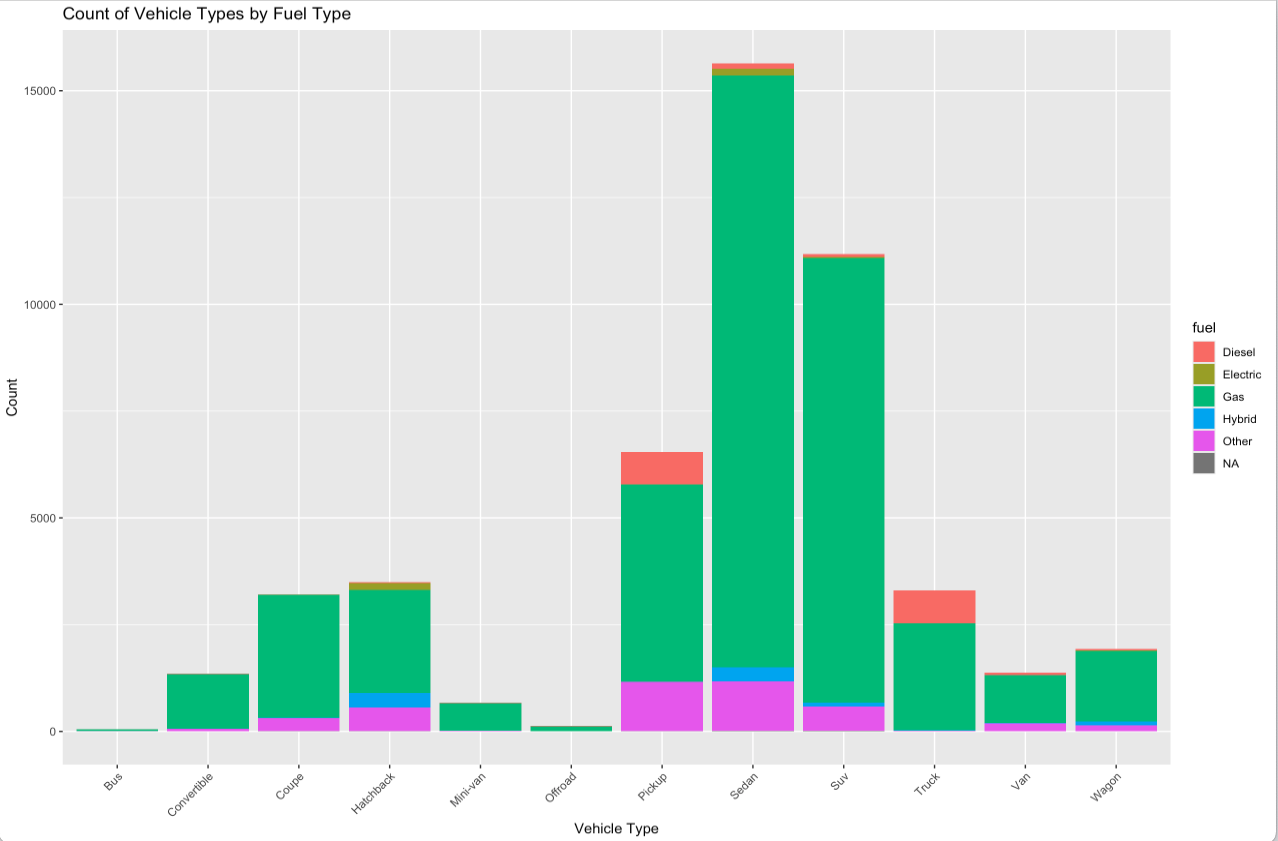 Count of Vehicle Types by Fuel Type
Count
15000
10000
5000
0
Bus
Convertible
Coupe
Hatchback
Mini-van
Offroad
Pickup
Sedan
Suv
Truck
Van
Wagon
Vehicle Type
fuel
Diesel
Electric
Gas
Hybrid
Other
NA